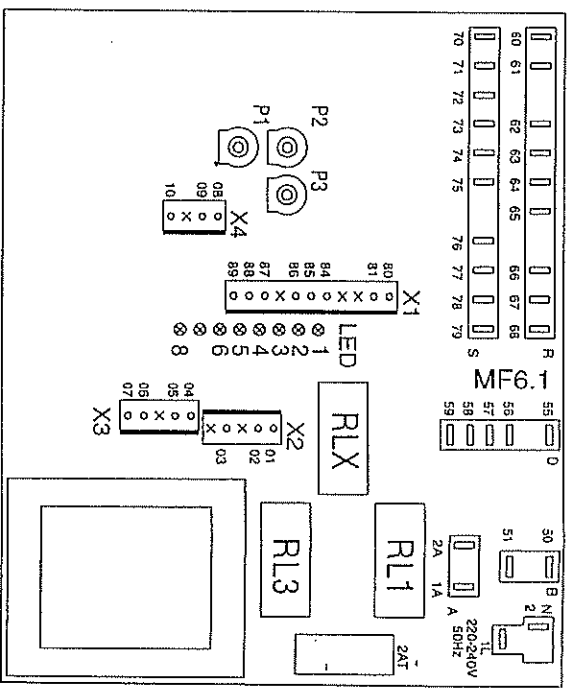 60 61 62 63 64 65 66 67 68 R
70 71 72 73 74 75 76 77 78 79 S
MF6.1
55 56 57 58 59 D
50 51 B
N
2
1L
220-240V
50Hz
2A 1A A
P1
P2
P3
X4
08 09 10
X1
80 81 84 85 86 87 88 89
LED
1 2 3 4 5 6 8
X2
01 02 03
X3
04 05 06 07
RLX
RL1
RL3
2AT